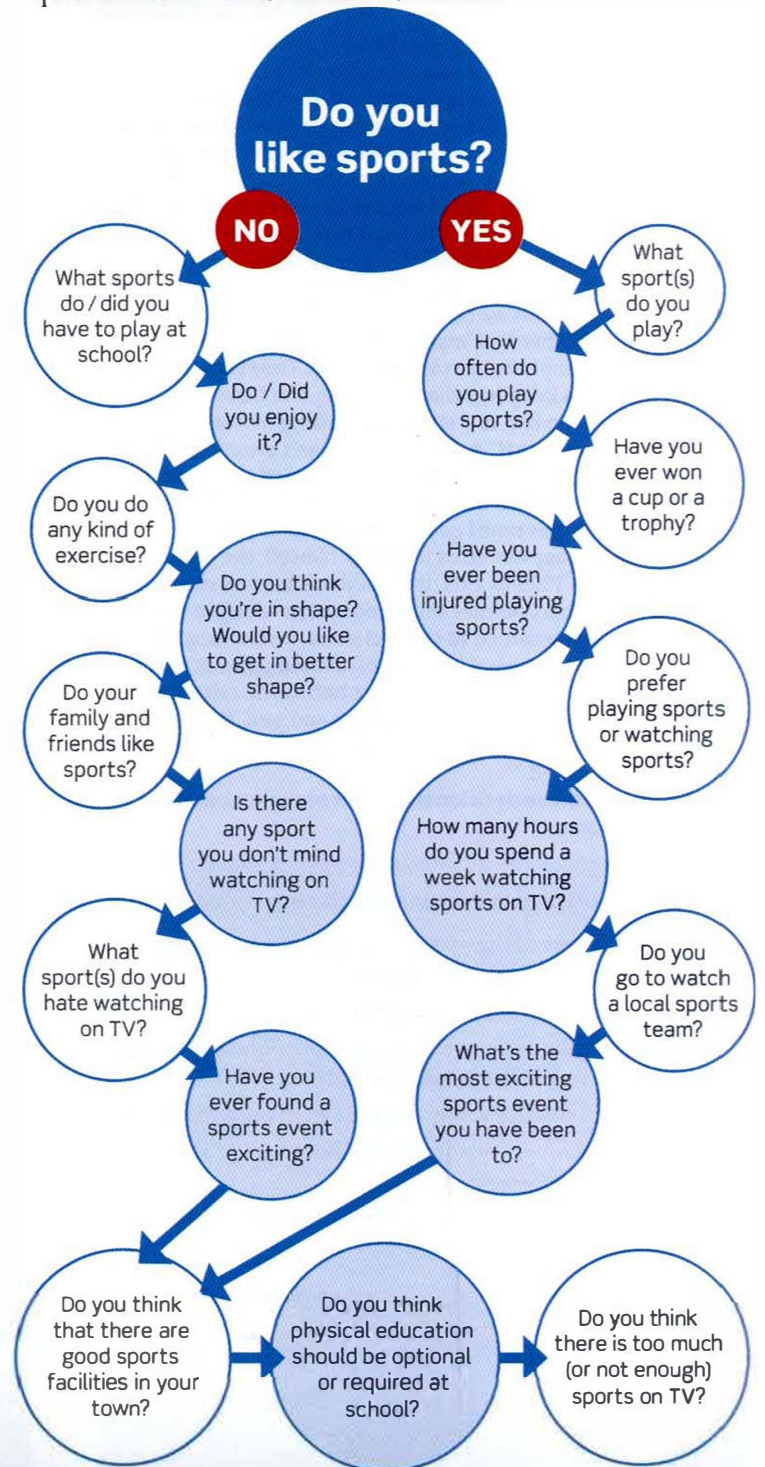 Do you
like sports?
NO
YES
What sports
do / did you
have to play at
school?
Do / Did
you enjoy
it?
Do you do
any kind of
exercise?
Do you think
you're in shape?
Would you like
to get in better
shape?
Do your
family and
friends like
sports?
Is there
any sport
you don't mind
watching on
TV?
What
sport(s) do you
hate watching
on TV?
Have you
ever found a
sports event
exciting?
What
sport(s)
do you
play?
How
often do
you play
sports?
Have you
ever won
a cup or a
trophy?
Have you
ever been
injured playing
sports?
Do you
prefer
playing sports
or watching
sports?
How many hours
do you spend a
week watching
sports on TV?
Do you
go to watch
a local sports
team?
What's the
most exciting
sports event
you have been
to?
Do you think
that there are
good sports
facilities in your
town?
Do you think
physical education
should be optional
or required at
school?
Do you think
there is too much
(or not enough)
sports on TV?